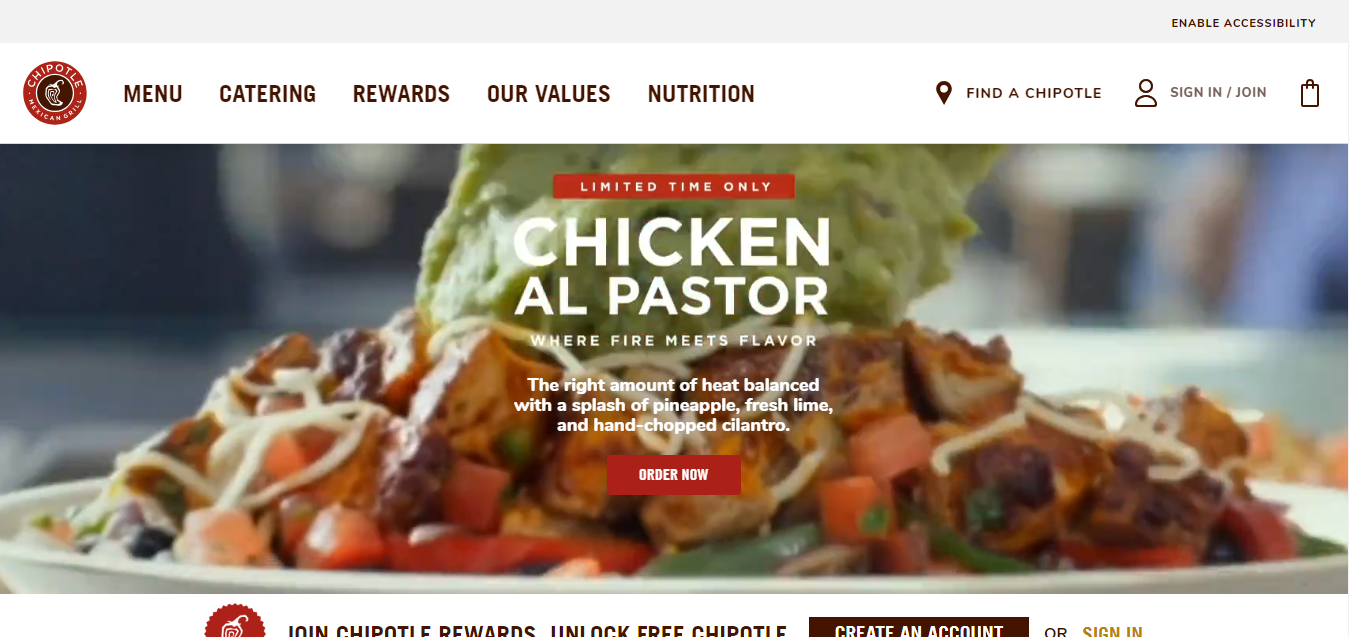 ENABLE ACCESSIBILITY
CHIPOTLE
MEXICAN GRILL
MENU
CATERING
REWARDS
OUR VALUES
NUTRITION
FIND A CHIPOTLE
SIGN IN / JOIN
LIMITED TIME ONLY
CHICKEN
AL PASTOR
WHERE FIRE MEETS FLAVOR
The right amount of heat balanced
with a splash of pineapple, fresh lime,
and hand-chopped cilantro.
ORDER NOW
JOIN CHIPOTLE REWARDS, UNLOCK FREE CHIPOTLE
CREATE AN ACCOUNT
OR
SIGN IN